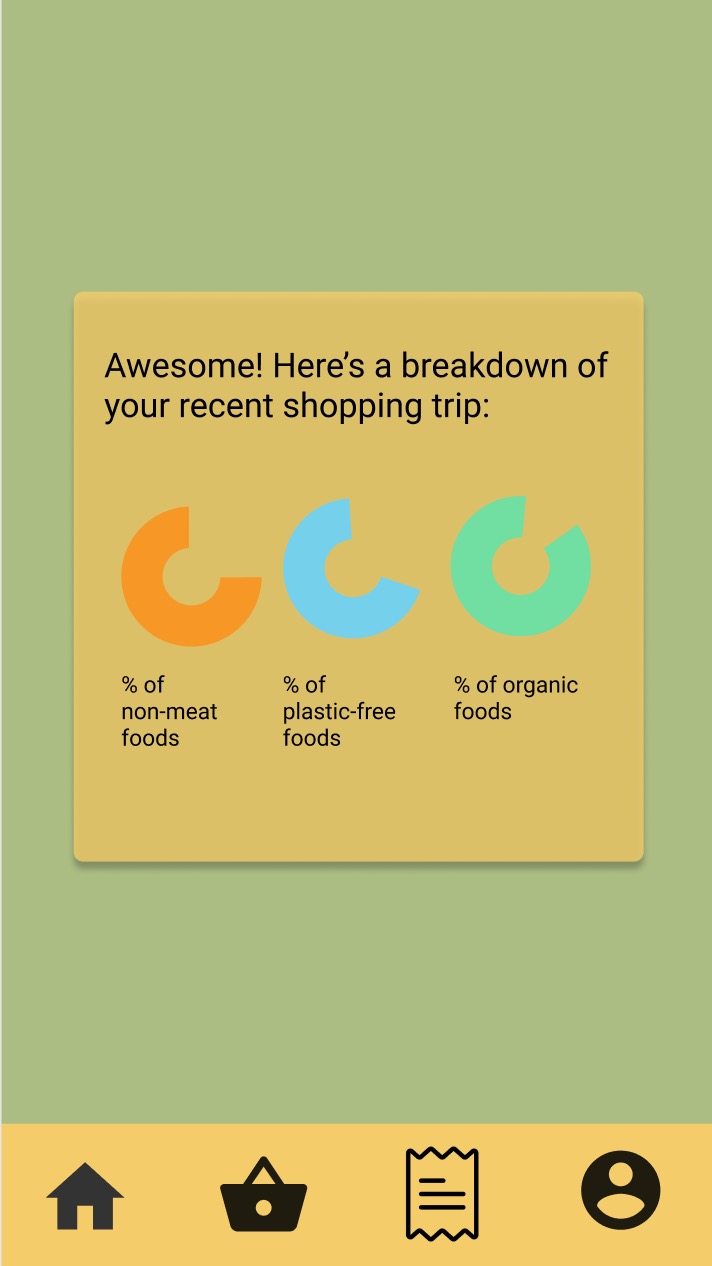 Awesome! Here’s a breakdown of
your recent shopping trip:
% of
non-meat
foods
% of
plastic-free
foods
% of organic
foods